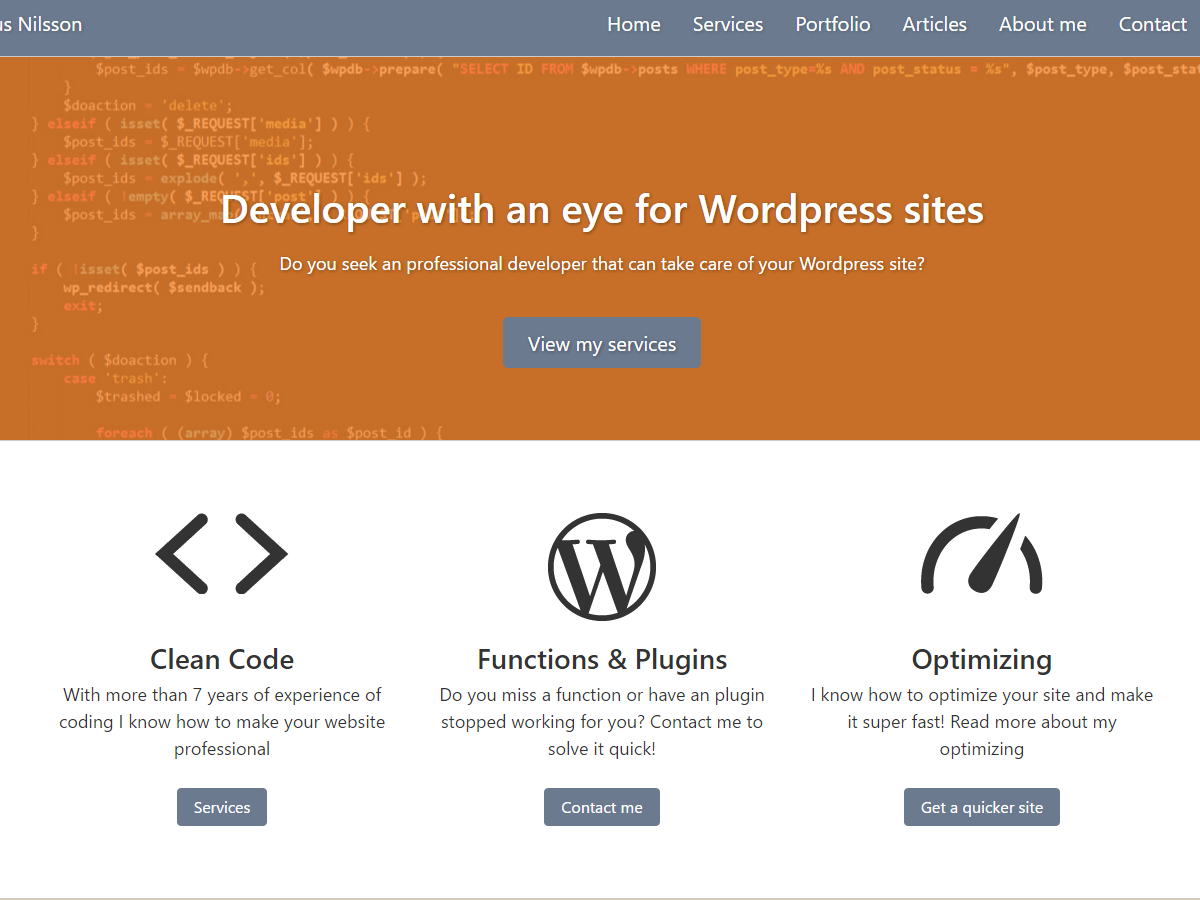 us Nilsson
Home Services Portfolio Articles About me Contact
$post_ids = $wpdb->get_col( $wpdb->prepare( "SELECT ID FROM $wpdb->posts WHERE post_type=%s AND post_status = %s", $post_type, $post_stat
}
$doaction = 'delete';
} elseif ( isset( $_REQUEST['media'] ) ) {
$post_ids = $_REQUEST['media'];
} elseif ( isset( $_REQUEST['ids'] ) ) {
$post_ids = explode( ',', $_REQUEST['ids'] );
} elseif ( !empty( $_REQUEST['post'] ) ) {
$post_ids =
}
Developer with an eye for Wordpress sites
Do you seek an professional developer that can take care of your Wordpress site?
if ( !isset( $post_ids ) ) {
wp_redirect( $sendback );
exit;
}
View my services
switch ( $doaction ) {
case 'trash':
$trashed = $locked = 0;
foreach ( (array) $post_ids as $post_id ) {
Clean Code
With more than 7 years of experience of
coding I know how to make your website
professional
Services
Functions & Plugins
Do you miss a function or have an plugin
stopped working for you? Contact me to
solve it quick!
Contact me
Optimizing
I know how to optimize your site and make
it super fast! Read more about my
optimizing
Get a quicker site